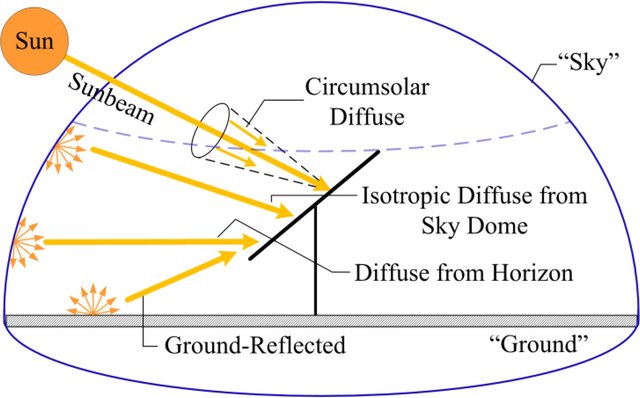 Sun
Sunbeam
“Sky”
Circumsolar
Diffuse
Isotropic Diffuse from
Sky Dome
Diffuse from Horizon
Ground-Reflected
“Ground”